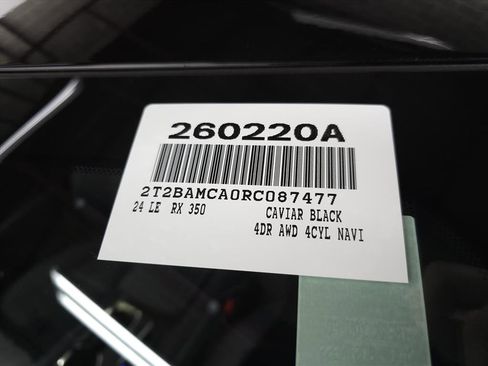 260220A
2T2BAMCA0RC087477
24 LE RX 350 CAVIAR BLACK
4DR AWD 4CYL NAVI